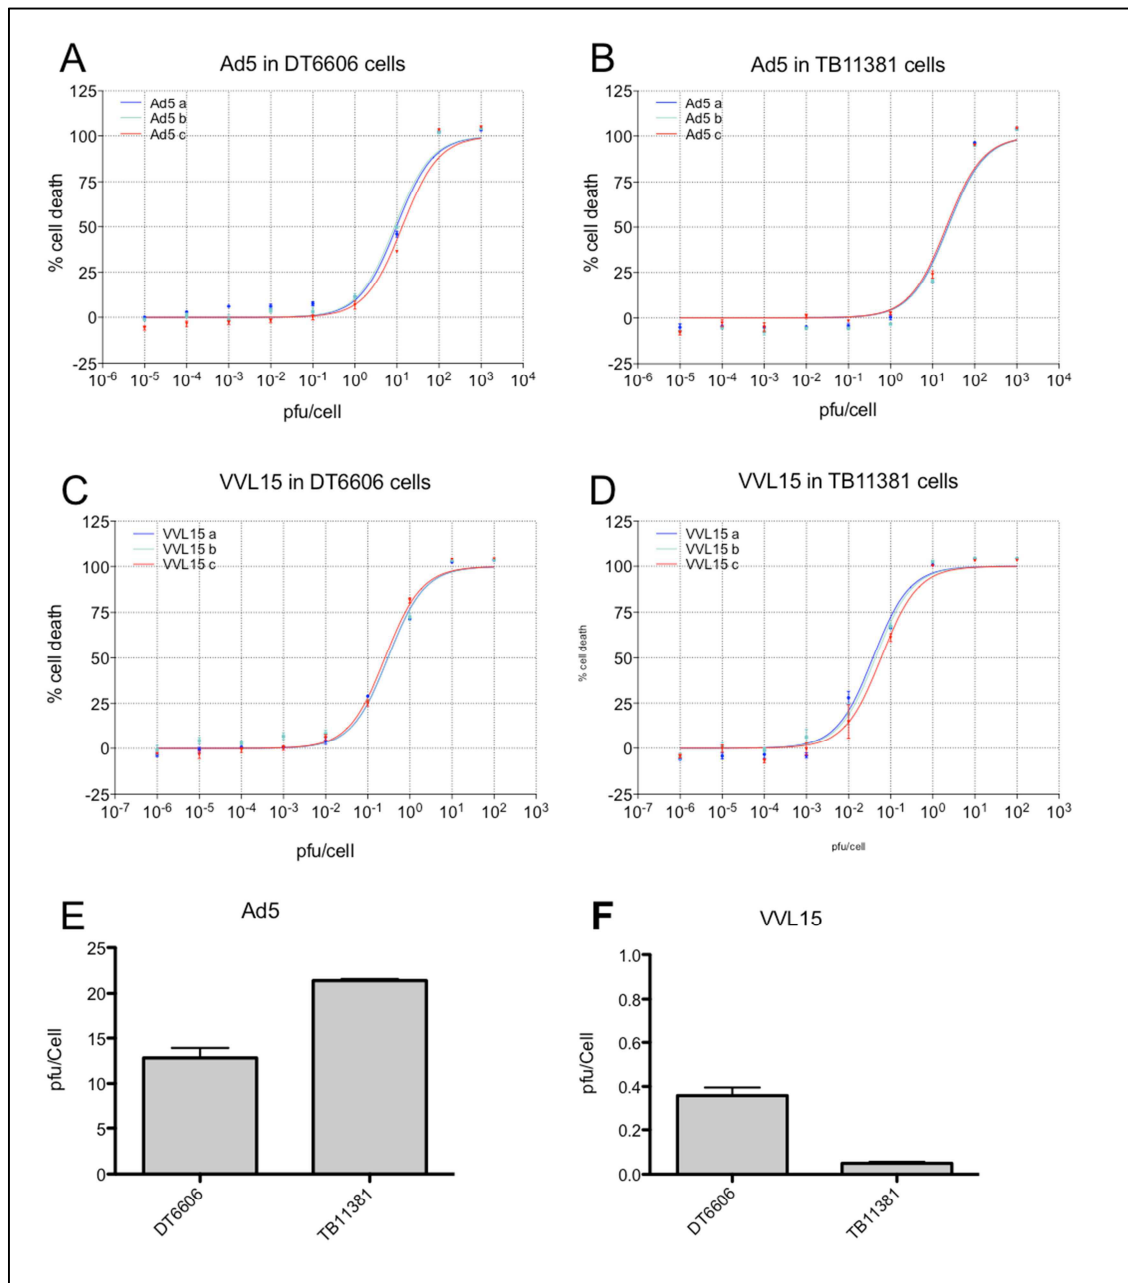 A
Ad5 in DT6606 cells
125
100
75
50
25
0
-25
% cell death
Ad5 a
Ad5 b
Ad5 c
10-6 10-5 10-4 10-3 10-2 10-1 100 101 102 103 104
pfu/cell
B
Ad5 in TB11381 cells
125
100
75
50
25
0
-25
% cell death
Ad5 a
Ad5 b
Ad5 c
10-6 10-5 10-4 10-3 10-2 10-1 100 101 102 103 104
pfu/cell
C
VVL15 in DT6606 cells
125
100
75
50
25
0
-25
% cell death
VVL15 a
VVL15 b
VVL15 c
10-7 10-6 10-5 10-4 10-3 10-2 10-1 100 101 102 103
pfu/cell
D
VVL15 in TB11381 cells
125
100
75
50
25
0
-25
% cell death
VVL15 a
VVL15 b
VVL15 c
10-7 10-6 10-5 10-4 10-3 10-2 10-1 100 101 102 103
pfu/cell
E
Ad5
25
20
15
10
5
0
pfu/Cell
DT6606
TB11381
F
VVL15
1.0
0.8
0.6
0.4
0.2
0.0
pfu/Cell
DT6606
TB11381